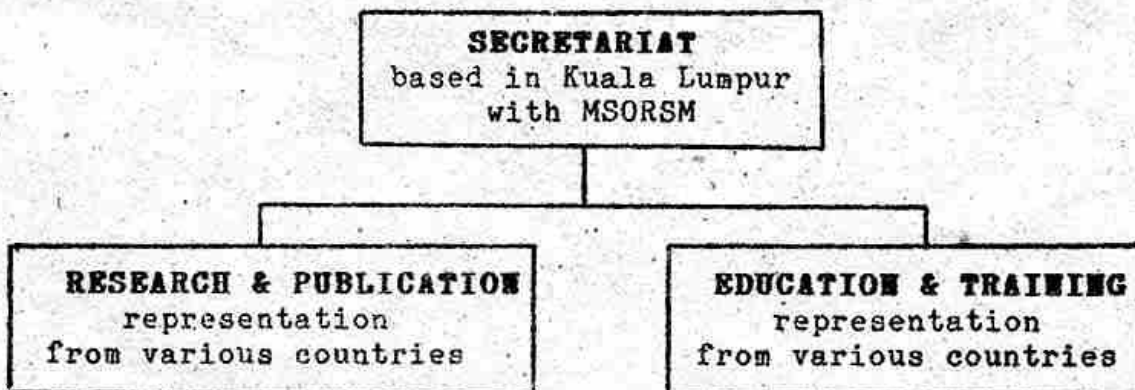 SECRETARIAT
based in Kuala Lumpur
with MSORSM
RESEARCH & PUBLICATION
representation
from various countries
EDUCATION & TRAINING
representation
from various countries